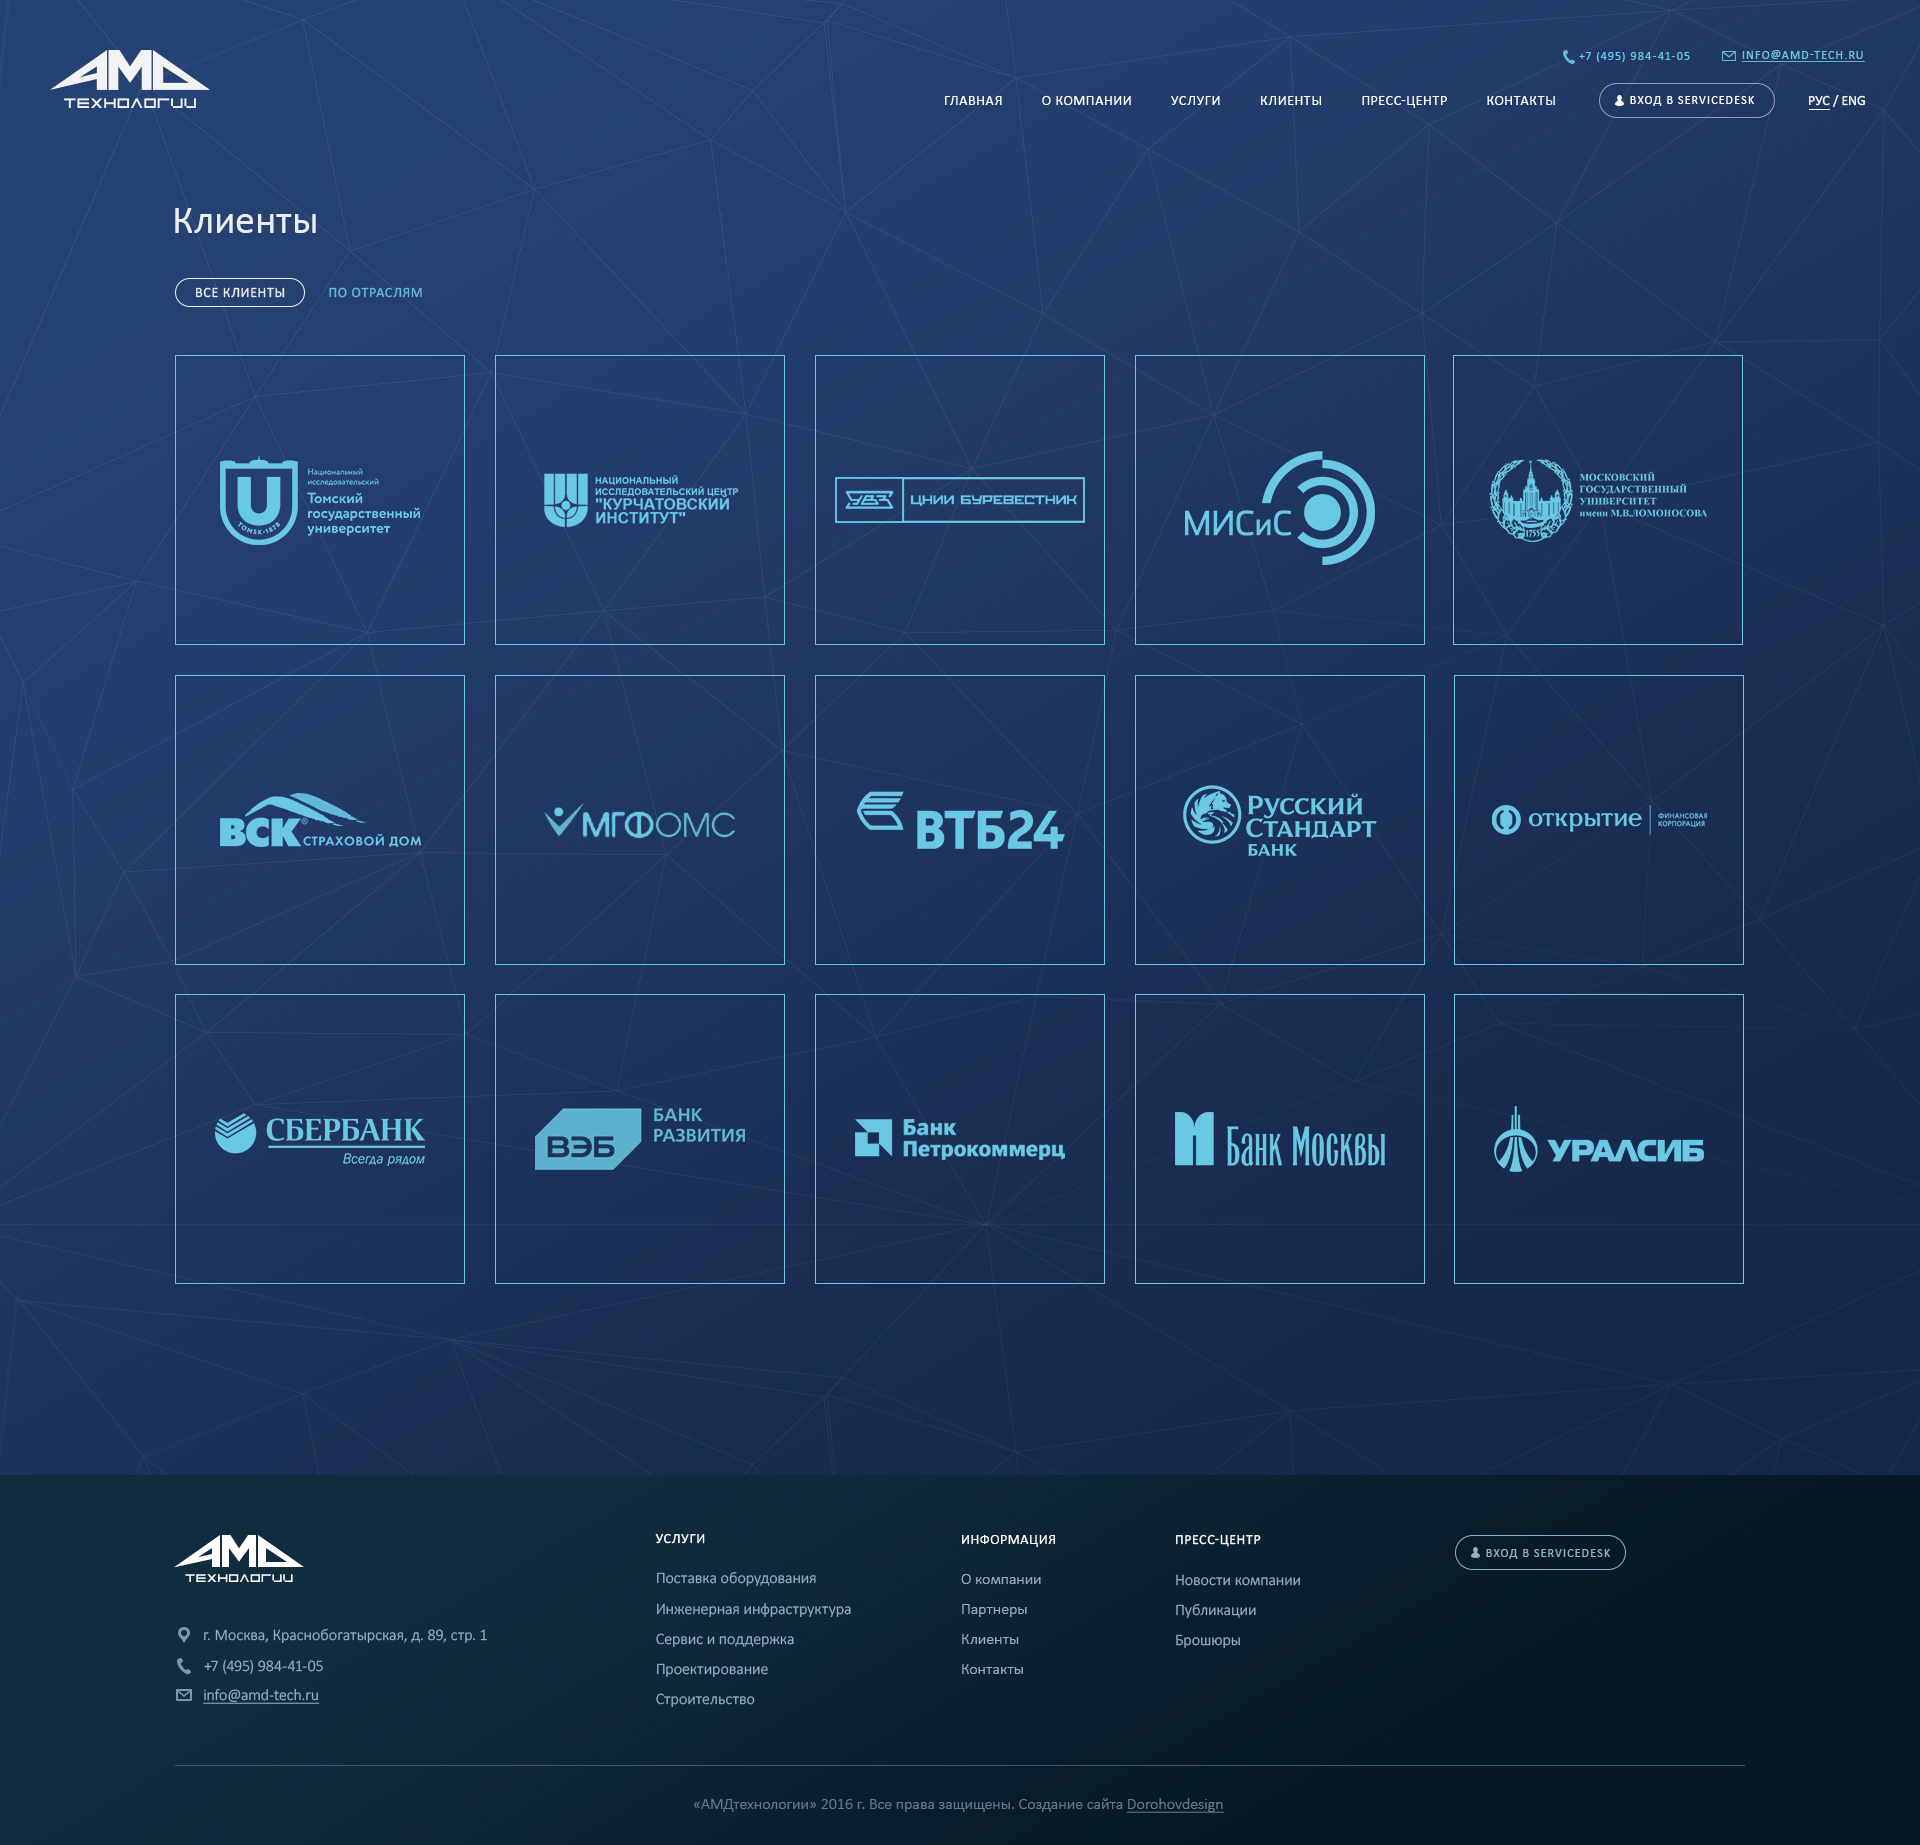 АМD
ТЕХНОЛОГИИ
+7 (495) 984-41-05
INFO@AMD-TECH.RU
ГЛАВНАЯ
О КОМПАНИИ
УСЛУГИ
КЛИЕНТЫ
ПРЕСС-ЦЕНТР
КОНТАКТЫ
ВХОД В SERVICEDESK
РУС / ENG
Клиенты
ВСЕ КЛИЕНТЫ
ПО ОТРАСЛЯМ
Национальный
исследовательский
Томский
государственный
университет
TOMSK-1878
НАЦИОНАЛЬНЫЙ
ИССЛЕДОВАТЕЛЬСКИЙ ЦЕНТР
"КУРЧАТОВСКИЙ
ИНСТИТУТ"
УВЗ
ЦНИИ БУРЕВЕСТНИК
МИСиС
МОСКОВСКИЙ
ГОСУДАРСТВЕННЫЙ
УНИВЕРСИТЕТ
имени М.В.ЛОМОНОСОВА
1755
ВСК®
СТРАХОВОЙ ДОМ
МГФОМС
ВТБ24
РУССКИЙ
СТАНДАРТ
БАНК
открытие
ФИНАНСОВАЯ
КОРПОРАЦИЯ
СБЕРБАНК
Всегда рядом
ВЭБ
БАНК
РАЗВИТИЯ
Банк
Петрокоммерц
Банк Москвы
УРАЛСИБ
АМD
ТЕХНОЛОГИИ
г. Москва, Краснобогатырская, д. 89, стр. 1
+7 (495) 984-41-05
info@amd-tech.ru
УСЛУГИ
Поставка оборудования
Инженерная инфраструктура
Сервис и поддержка
Проектирование
Строительство
ИНФОРМАЦИЯ
О компании
Партнеры
Клиенты
Контакты
ПРЕСС-ЦЕНТР
Новости компании
Публикации
Брошюры
ВХОД В SERVICEDESK
«АМДтехнологии» 2016 г. Все права защищены. Создание сайта Dorohovdesign